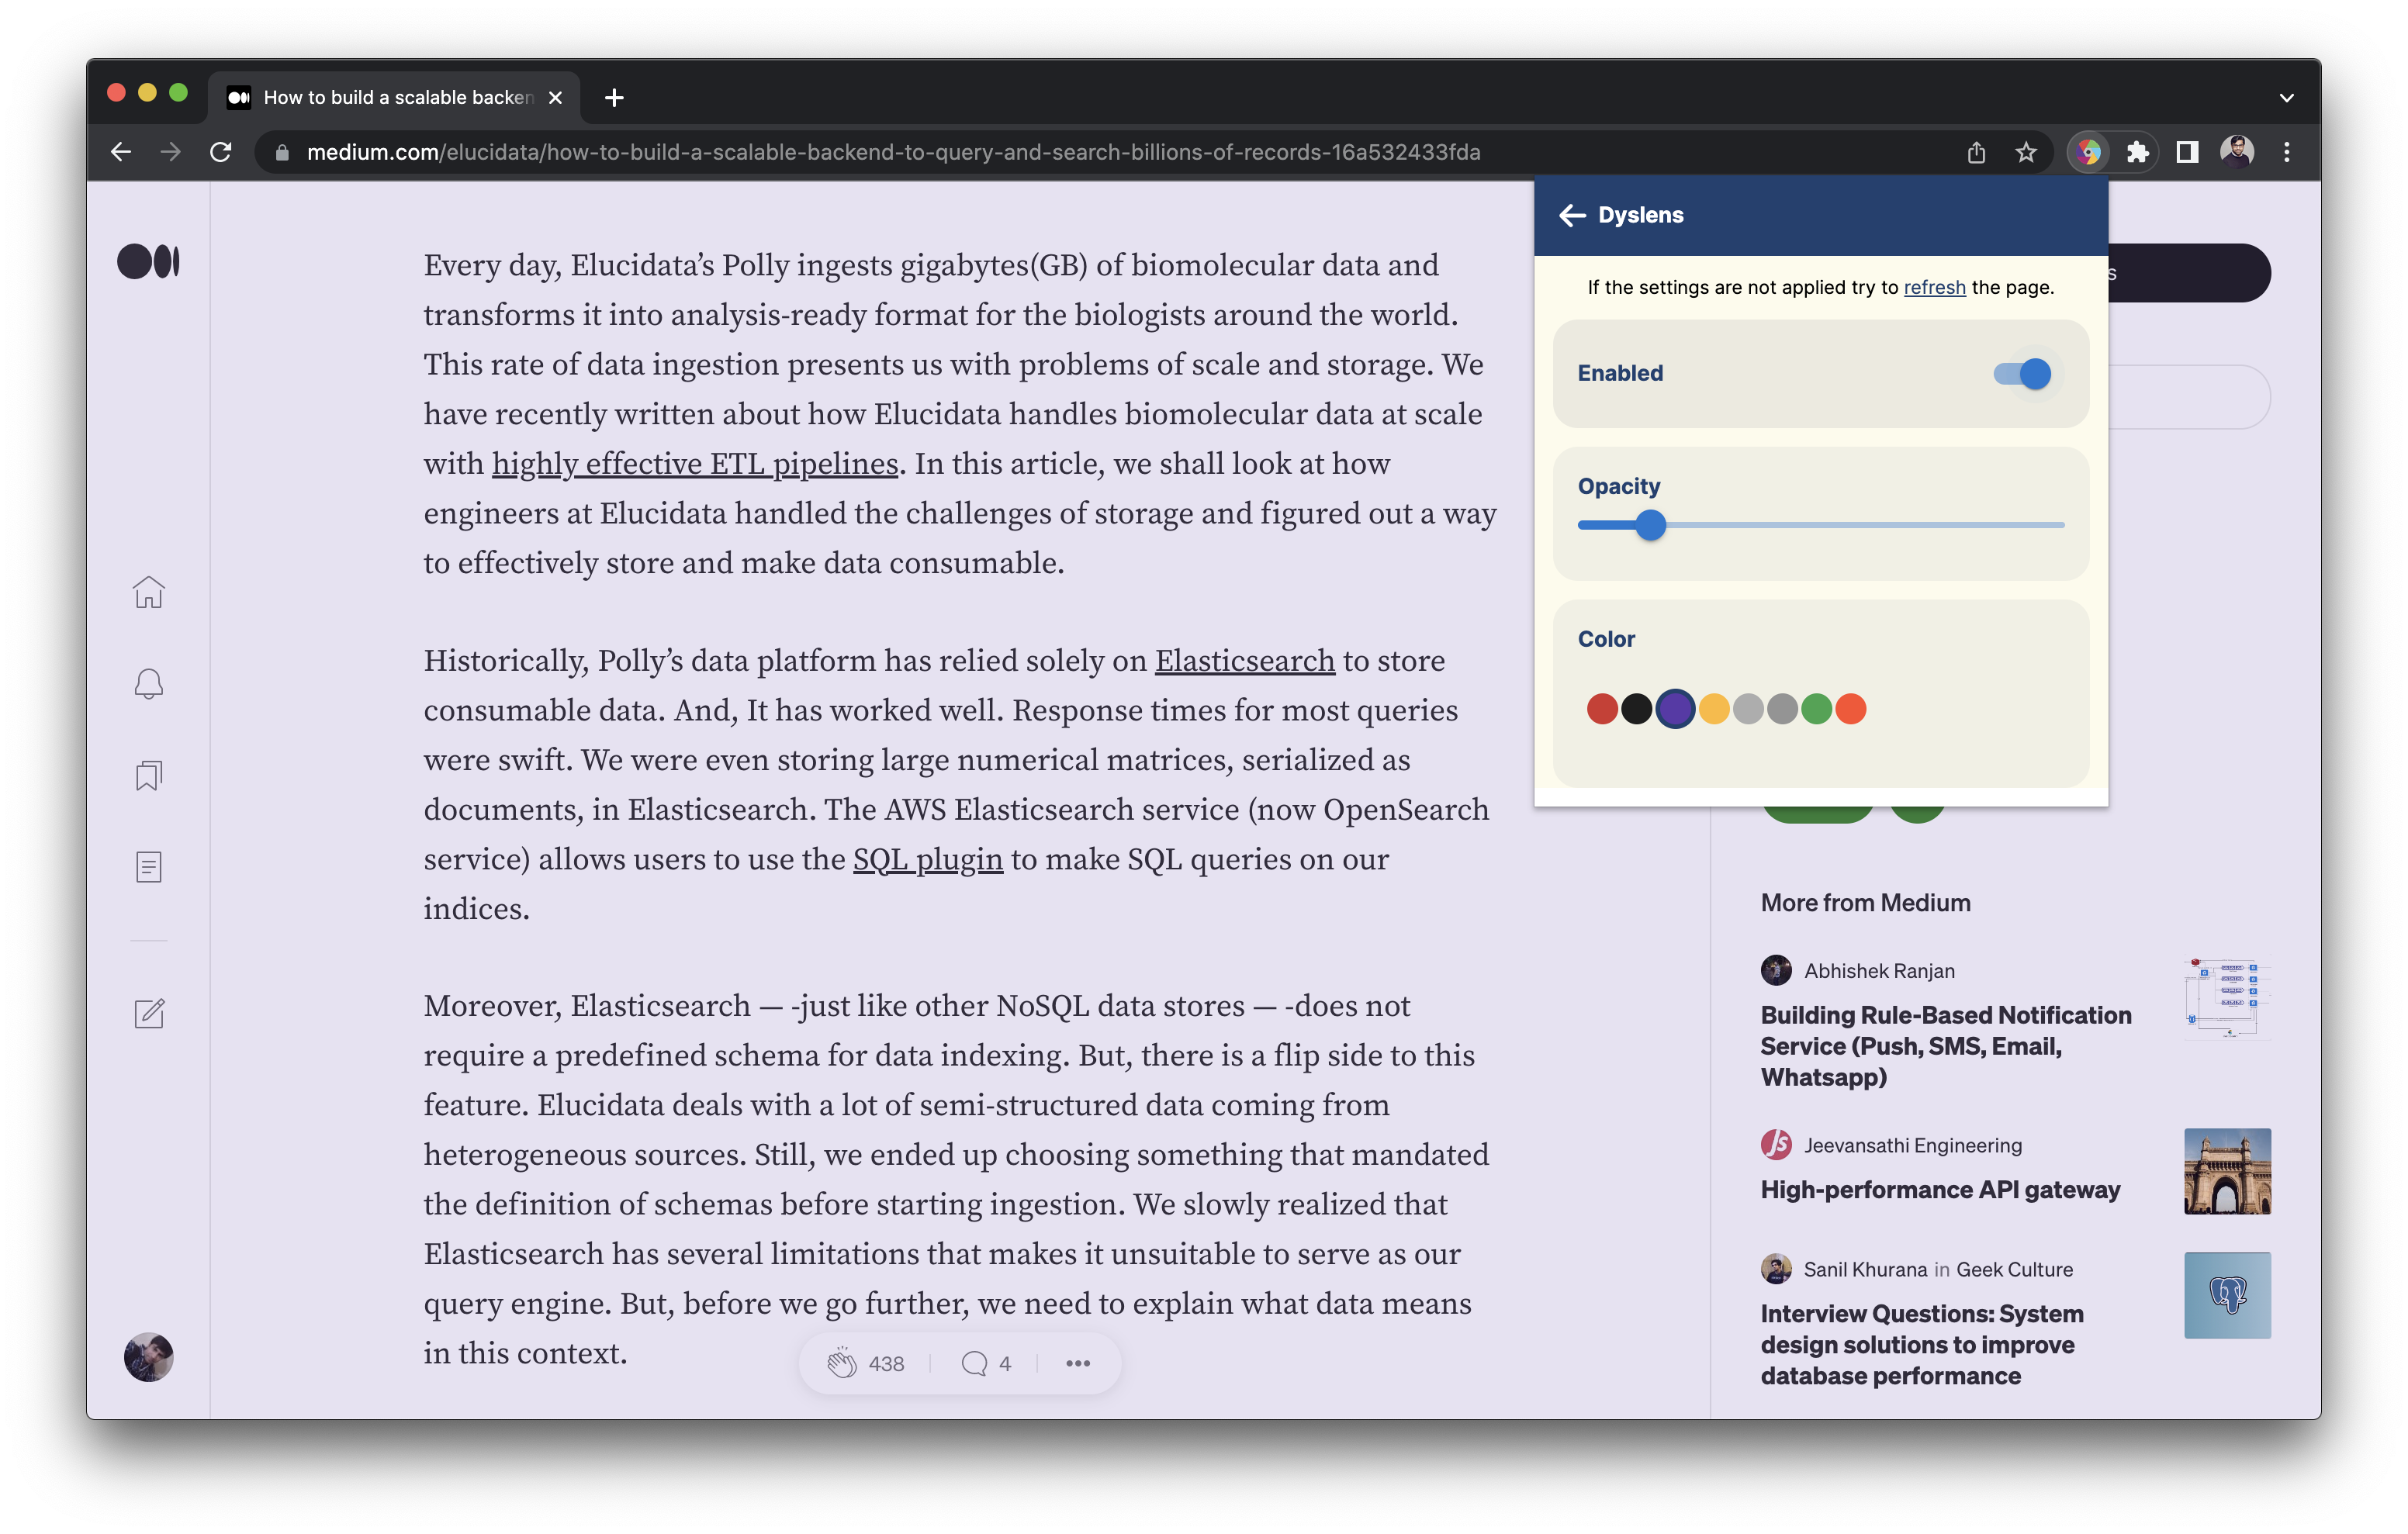 How to build a scalable backen
medium.com/elucidata/how-to-build-a-scalable-backend-to-query-and-search-billions-of-records-16a532433fda
Every day, Elucidata’s Polly ingests gigabytes(GB) of biomolecular data and
transforms it into analysis-ready format for the biologists around the world.
This rate of data ingestion presents us with problems of scale and storage. We
have recently written about how Elucidata handles biomolecular data at scale
with highly effective ETL pipelines. In this article, we shall look at how
engineers at Elucidata handled the challenges of storage and figured out a way
to effectively store and make data consumable.
Historically, Polly’s data platform has relied solely on Elasticsearch to store
consumable data. And, It has worked well. Response times for most queries
were swift. We were even storing large numerical matrices, serialized as
documents, in Elasticsearch. The AWS Elasticsearch service (now OpenSearch
service) allows users to use the SQL plugin to make SQL queries on our
indices.
Moreover, Elasticsearch — -just like other NoSQL data stores — -does not
require a predefined schema for data indexing. But, there is a flip side to this
feature. Elucidata deals with a lot of semi-structured data coming from
heterogeneous sources. Still, we ended up choosing something that mandated
the definition of schemas before starting ingestion. We slowly realized that
Elasticsearch has several limitations that makes it unsuitable to serve as our
query engine. But, before we go further, we need to explain what data means
in this context.
438
4
Dyslens
If the settings are not applied try to refresh the page.
Enabled
Opacity
Color
s
More from Medium
Abhishek Ranjan
Building Rule-Based Notification
Service (Push, SMS, Email,
Whatsapp)
JS
Jeevansathi Engineering
High-performance API gateway
Sanil Khurana in Geek Culture
Interview Questions: System
design solutions to improve
database performance